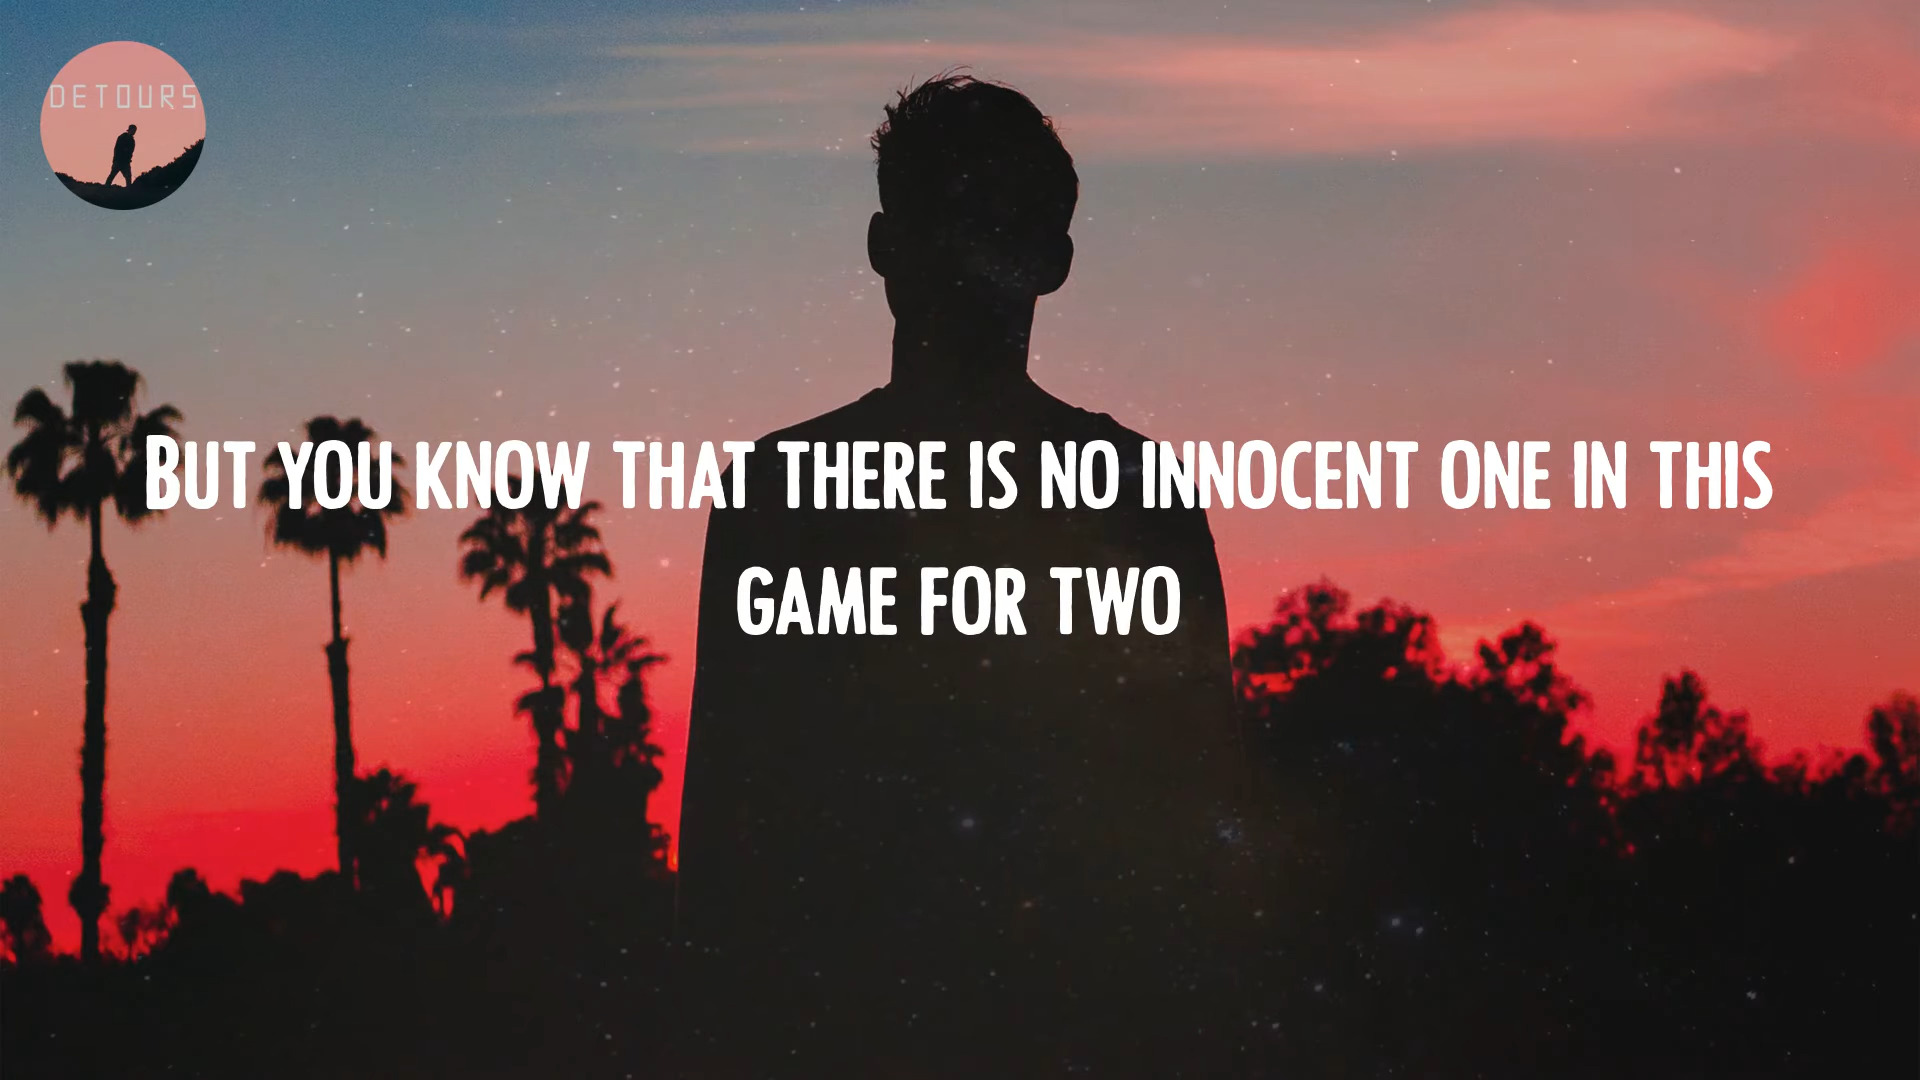 DETOURS
BUT YOU KNOW THAT THERE IS NO INNOCENT ONE IN THIS
GAME FOR TWO